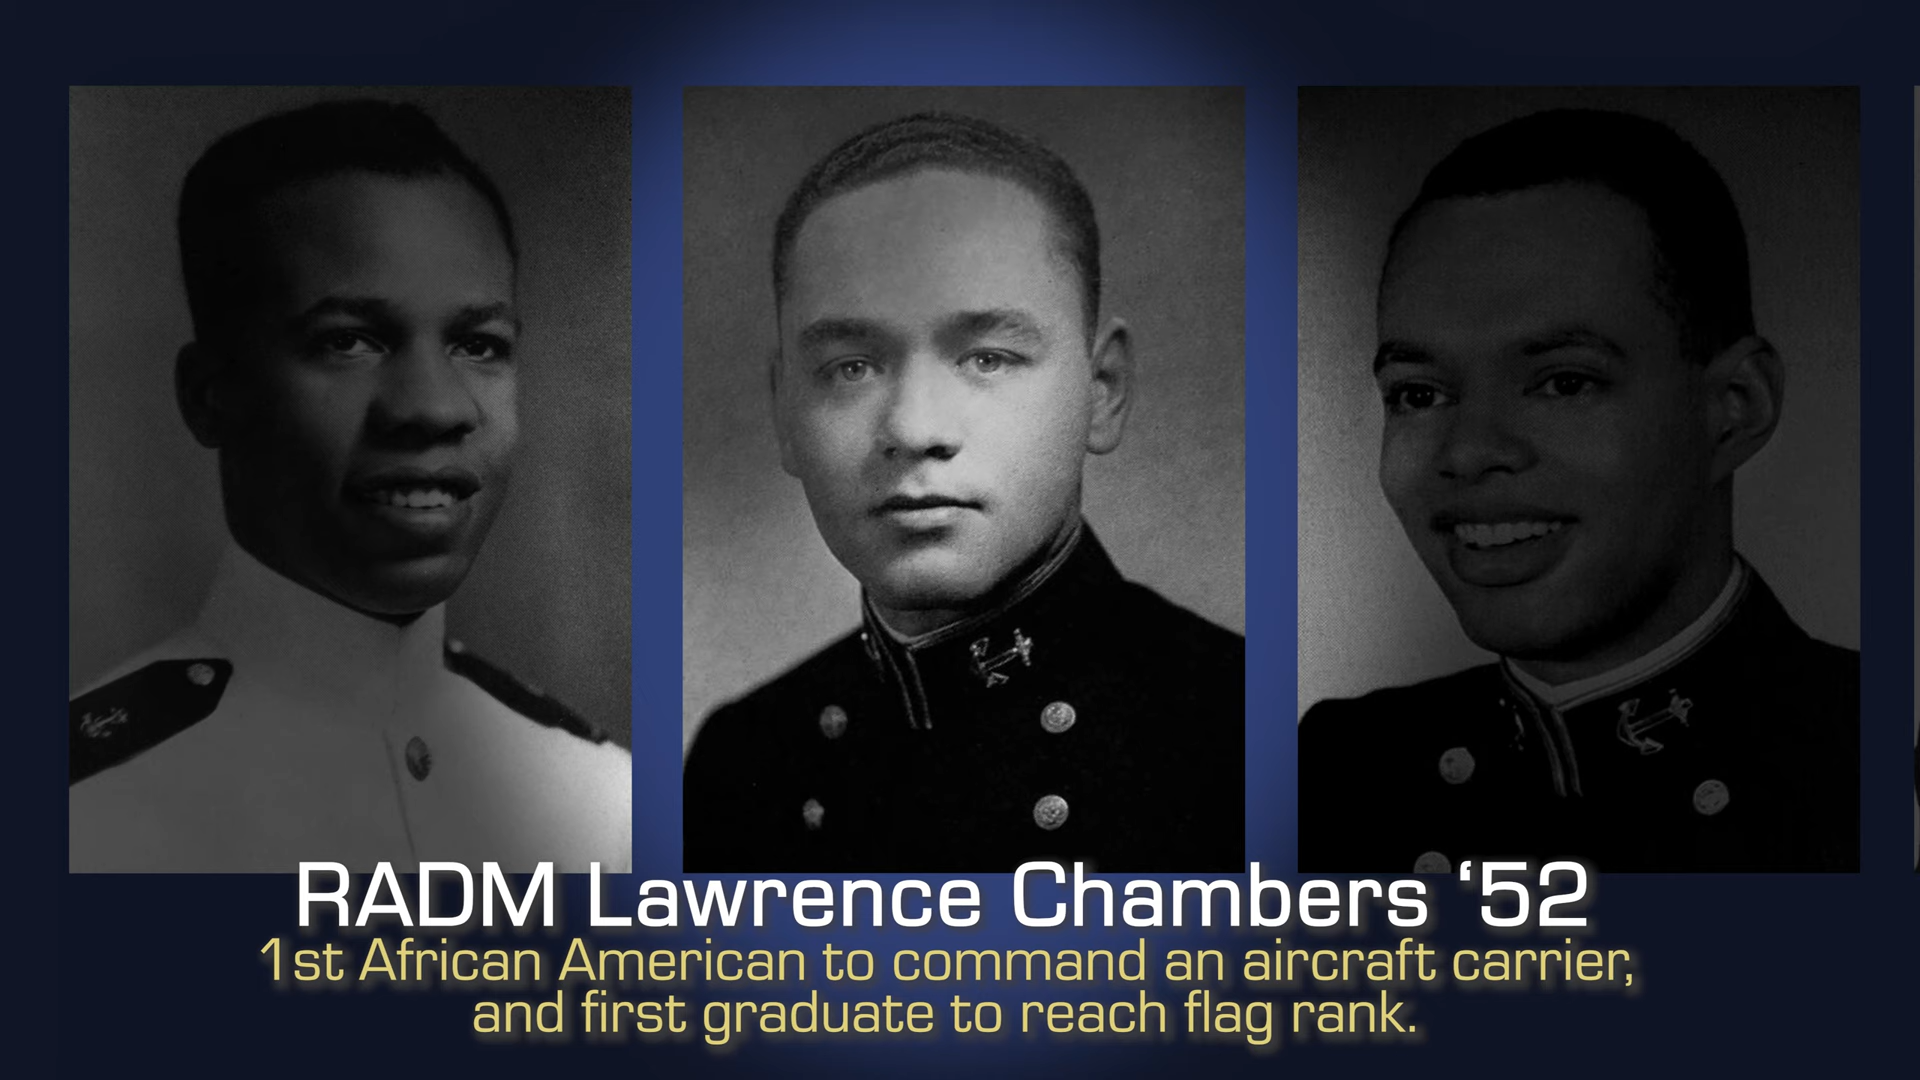 RADM Lawrence Chambers ‘52
1st African American to command an aircraft carrier,
and first graduate to reach flag rank.